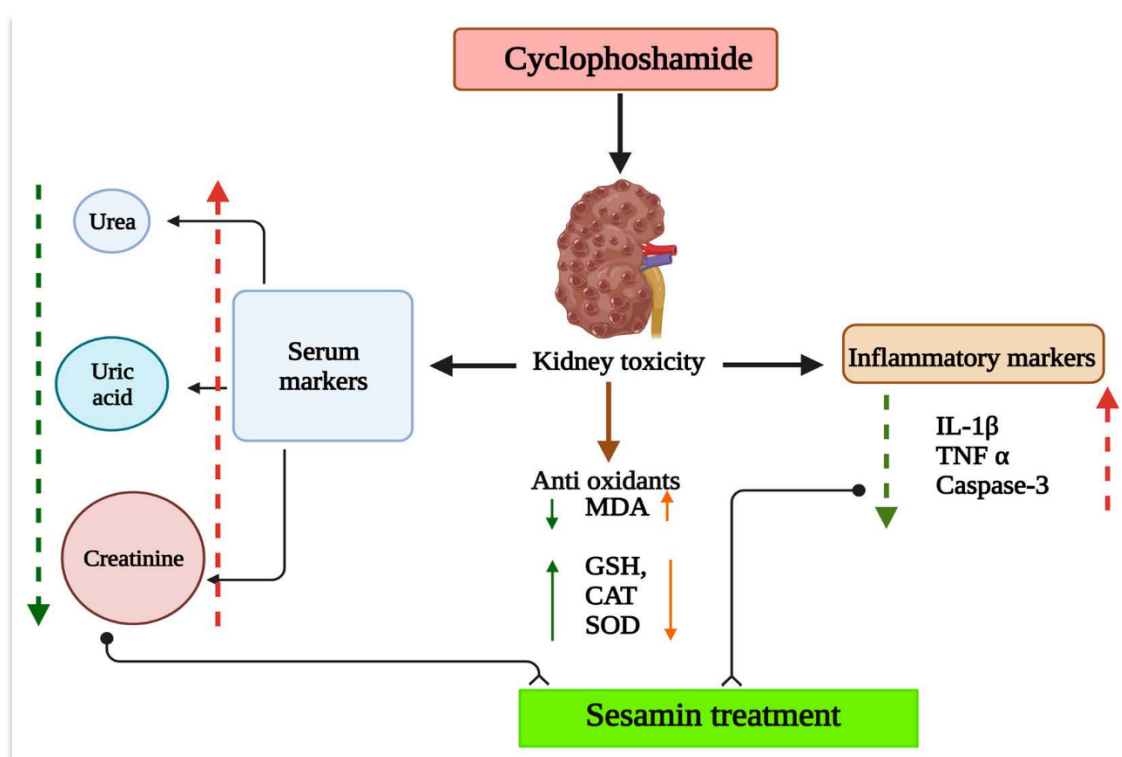 Cyclophoshamide
Urea
Serum
markers
Uric
acid
Creatinine
Kidney toxicity
Inflammatory markers
IL-1β
TNF α
Caspase-3
Anti oxidants
MDA
GSH,
CAT
SOD
Sesamin treatment